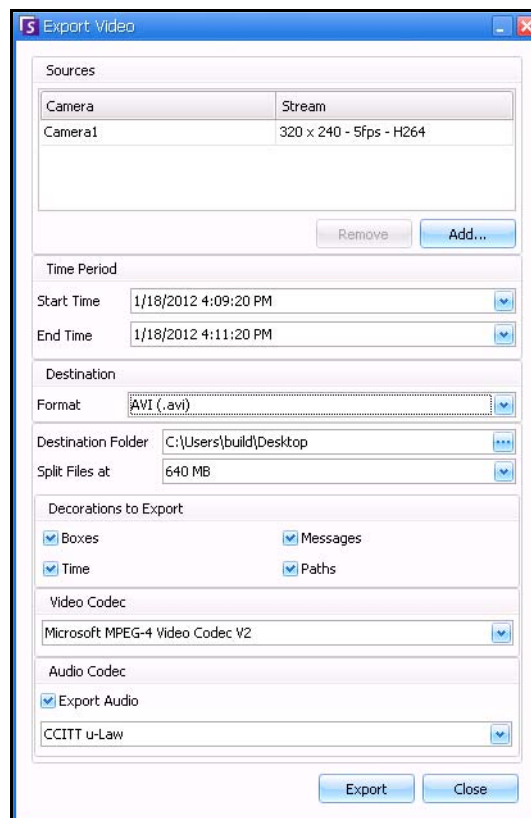 Export Video
Sources
Camera Stream
Camera1 320 x 240 - 5fps - H264
Remove Add...
Time Period
Start Time 1/18/2012 4:09:20 PM
End Time 1/18/2012 4:11:20 PM
Destination
Format AVI (.avi)
Destination Folder C:\Users\build\Desktop
Split Files at 640 MB
Decorations to Export
Boxes Messages
Time Paths
Video Codec
Microsoft MPEG-4 Video Codec V2
Audio Codec
Export Audio
CCITT u-Law
Export Close